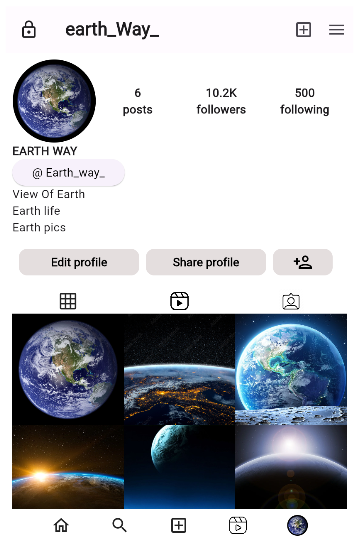 earth_Way_
6 10.2K 500
posts followers following
EARTH WAY
@ Earth_way_
View Of Earth
Earth life
Earth pics
Edit profile Share profile